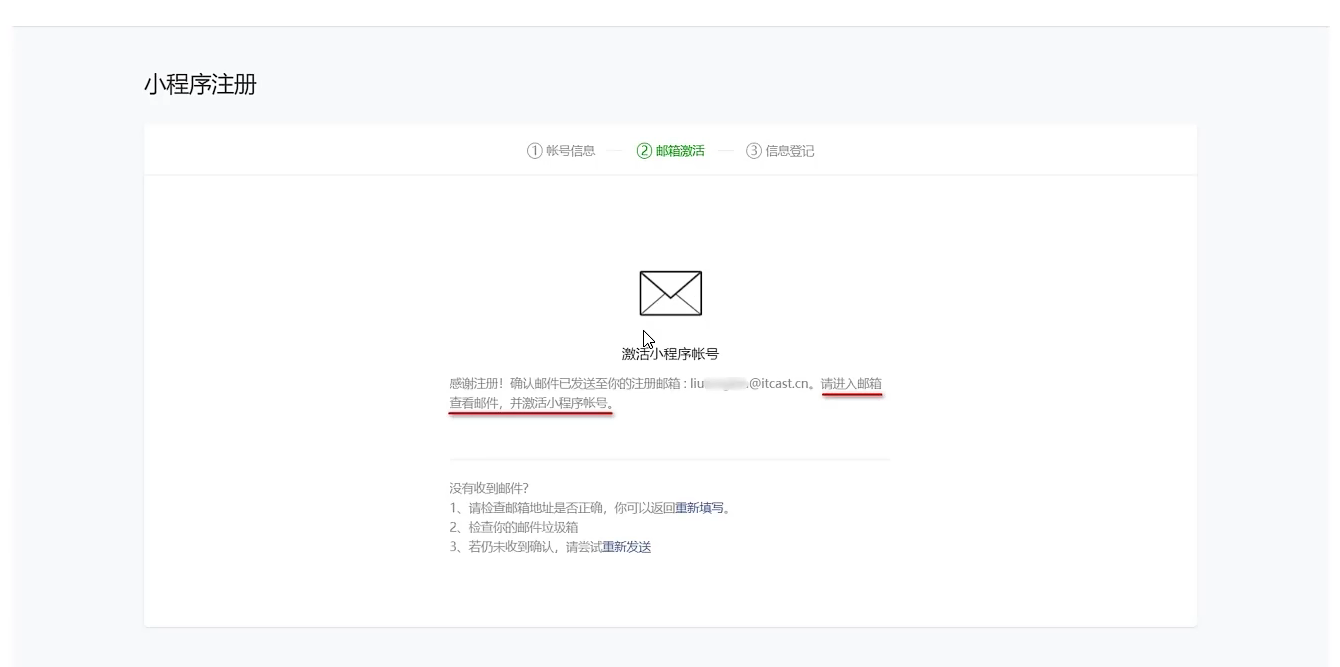 小程序注册
① 帐号信息 ② 邮箱激活 ③ 信息登记
激活小程序帐号
感谢注册！确认邮件已发送至你的注册邮箱 : liu .@itcast.cn。请进入邮箱
查看邮件，并激活小程序帐号。
没有收到邮件？
1、请检查邮箱地址是否正确，你可以返回重新填写。
2、检查你的邮件垃圾箱
3、若仍未收到确认，请尝试重新发送